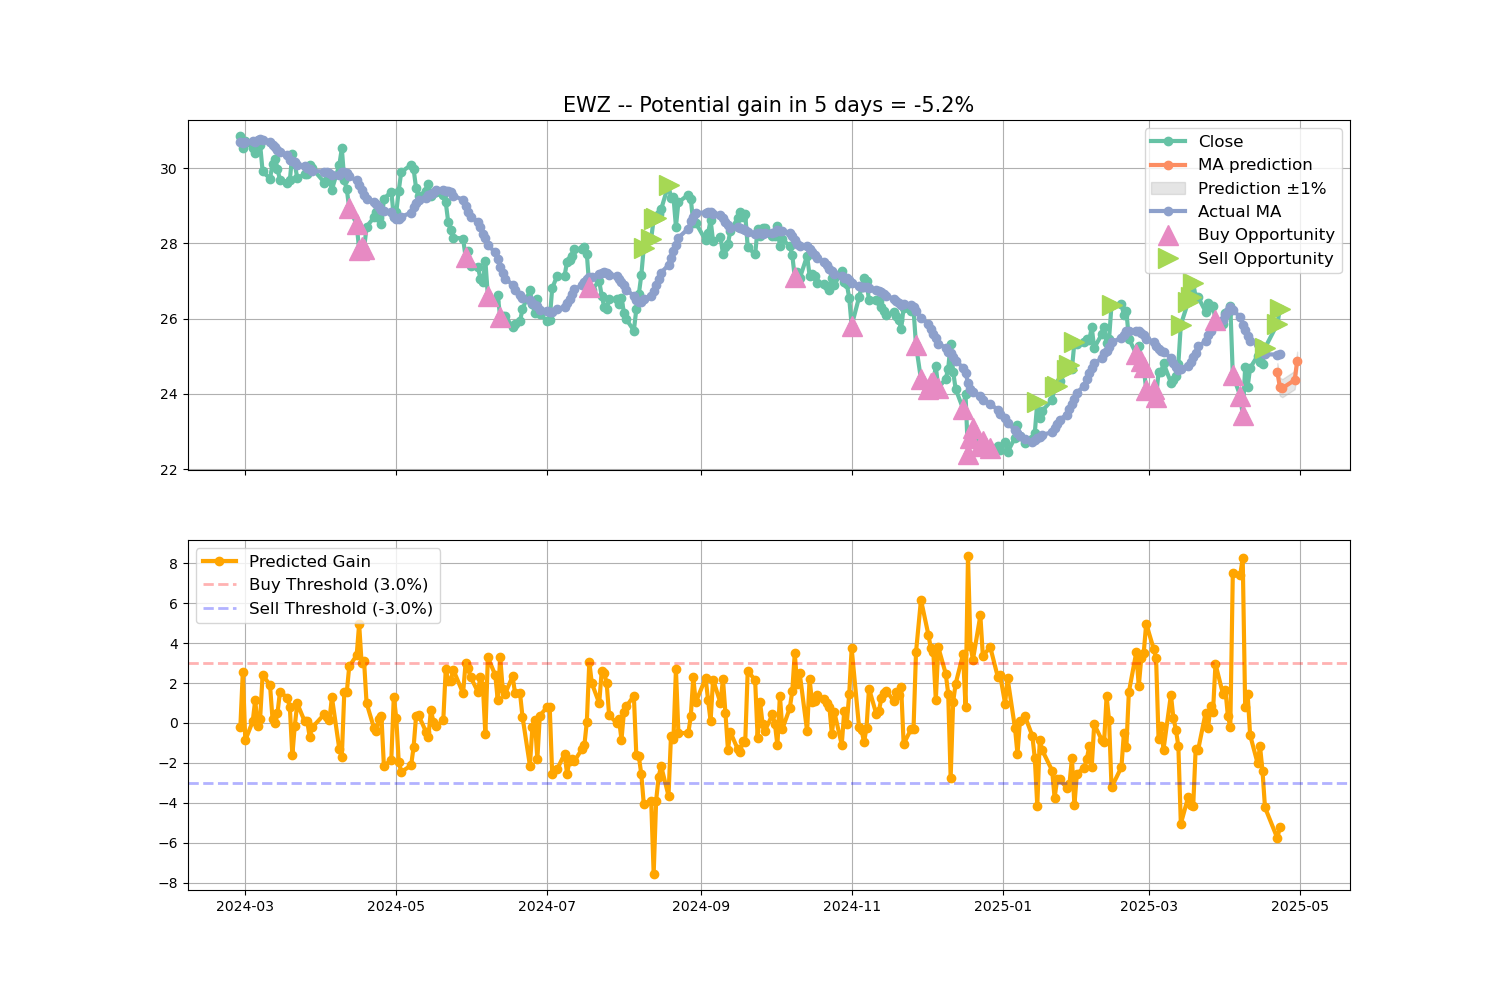 EWZ -- Potential gain in 5 days = -5.2%
Close
MA prediction
Prediction ±1%
Actual MA
Buy Opportunity
Sell Opportunity
30
28
26
24
22
Predicted Gain
Buy Threshold (3.0%)
Sell Threshold (-3.0%)
8
6
4
2
0
−2
−4
−6
−8
2024-03 2024-05 2024-07 2024-09 2024-11 2025-01 2025-03 2025-05